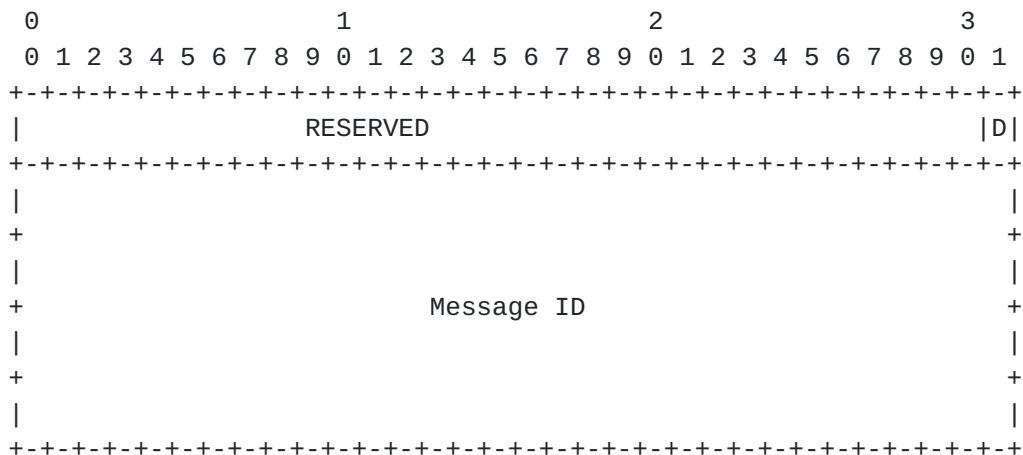 0                   1                   2                   3
 0 1 2 3 4 5 6 7 8 9 0 1 2 3 4 5 6 7 8 9 0 1 2 3 4 5 6 7 8 9 0 1
+-+-+-+-+-+-+-+-+-+-+-+-+-+-+-+-+-+-+-+-+-+-+-+-+-+-+-+-+-+-+-+-+
|                  RESERVED                                   |D|
+-+-+-+-+-+-+-+-+-+-+-+-+-+-+-+-+-+-+-+-+-+-+-+-+-+-+-+-+-+-+-+-+
|                                                               |
+                                                               +
|                                                               |
+                          Message ID                           +
|                                                               |
+                                                               +
|                                                               |
+-+-+-+-+-+-+-+-+-+-+-+-+-+-+-+-+-+-+-+-+-+-+-+-+-+-+-+-+-+-+-+-+